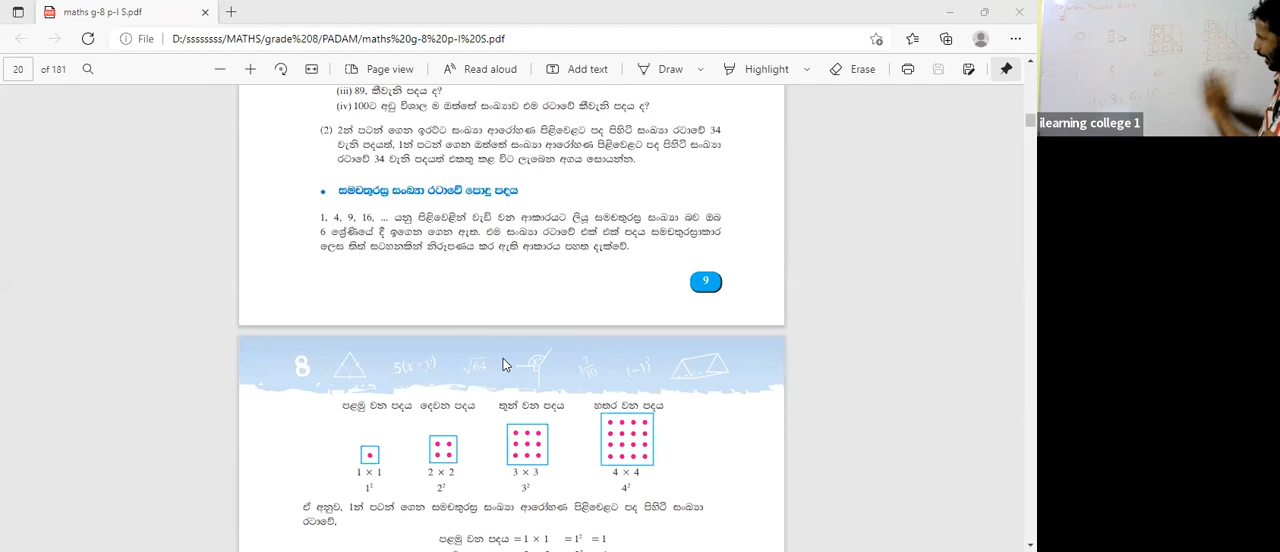 maths g-8 p-I S.pdf
File D:/ssssssss/MATHS/grade%208/PADAM/maths%20g-8%20p-I%20S.pdf
20 of 181 Page view Read aloud Add text Draw Highlight Erase
(iii) 89, කීවැනි පදය ද?
(iv) 100ට අඩු විශාල ම ඔත්තේ සංඛ්‍යාව එම රටාවේ කීවැනි පදය ද?
(2) 2න් පටන් ගෙන ඉරට්ට සංඛ්‍යා ආරෝහණ පිළිවෙළට පද පිහිටි සංඛ්‍යා රටාවේ 34
වැනි පදයත්, 1න් පටන් ගෙන ඔත්තේ සංඛ්‍යා ආරෝහණ පිළිවෙළට පද පිහිටි සංඛ්‍යා
රටාවේ 34 වැනි පදයත් එකතු කළ විට ලැබෙන අගය සොයන්න.
• සමචතුරස්‍ර සංඛ්‍යා රටාවේ පොදු පදය
1, 4, 9, 16, ... යනු පිළිවෙළින් වැඩි වන ආකාරයට ලියූ සමචතුරස්‍ර සංඛ්‍යා බව ඔබ
6 ශ්‍රේණියේ දී ඉගෙන ගෙන ඇත. එම සංඛ්‍යා රටාවේ එක් එක් පදය සමචතුරස්‍රාකාර
ලෙස තිත් සටහනකින් නිරූපණය කර ඇති ආකාරය පහත දැක්වේ.
9
8 5(x – y) √64
පළමු වන පදය දෙවන පදය තුන් වන පදය හතර වන පදය
1 × 1 2 × 2 3 × 3 4 × 4
1² 2² 3² 4²
ඒ අනුව, 1න් පටන් ගෙන සමචතුරස්‍ර සංඛ්‍යා ආරෝහණ පිළිවෙළට පද පිහිටි සංඛ්‍යා
රටාවේ,
පළමු වන පදය = 1 × 1 = 1² = 1
ilearning college 1